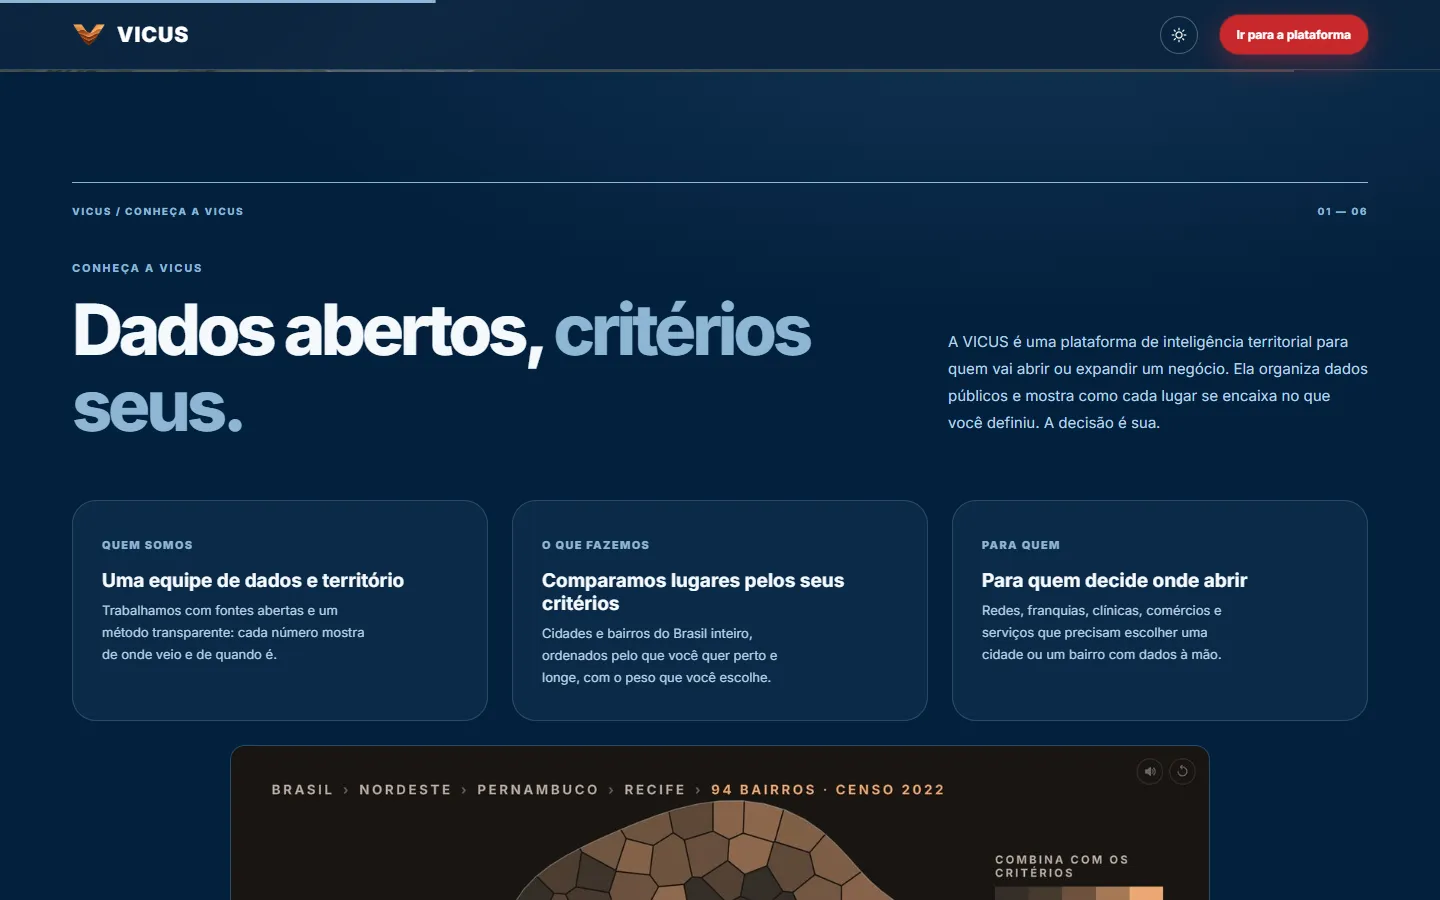 VICUS
Ir para a plataforma
VICUS / CONHEÇA A VICUS
01 — 06
CONHEÇA A VICUS
Dados abertos, critérios
seus.
A VICUS é uma plataforma de inteligência territorial para
quem vai abrir ou expandir um negócio. Ela organiza dados
públicos e mostra como cada lugar se encaixa no que
você definiu. A decisão é sua.
QUEM SOMOS
Uma equipe de dados e território
Trabalhamos com fontes abertas e um
método transparente: cada número mostra
de onde veio e de quando é.
O QUE FAZEMOS
Comparamos lugares pelos seus
critérios
Cidades e bairros do Brasil inteiro,
ordenados pelo que você quer perto e
longe, com o peso que você escolhe.
PARA QUEM
Para quem decide onde abrir
Redes, franquias, clínicas, comércios e
serviços que precisam escolher uma
cidade ou um bairro com dados à mão.
BRASIL › NORDESTE › PERNAMBUCO › RECIFE › 94 BAIRROS · CENSO 2022
COMBINA COM OS
CRITÉRIOS